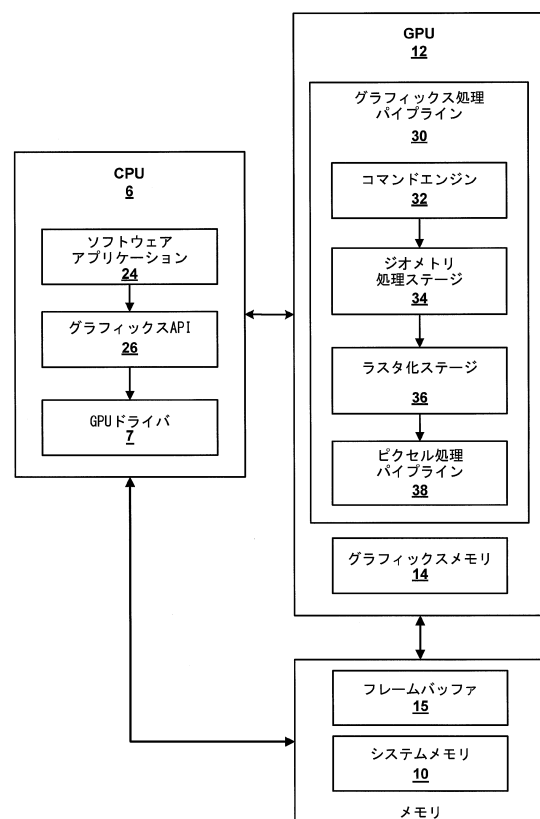 CPU
6
ソフトウェア
アプリケーション
24
グラフィックスAPI
26
GPUドライバ
7
GPU
12
グラフィックス処理
パイプライン
30
コマンドエンジン
32
ジオメトリ
処理ステージ
34
ラスタ化ステージ
36
ピクセル処理
パイプライン
38
グラフィックスメモリ
14
フレームバッファ
15
システムメモリ
10
メモリ